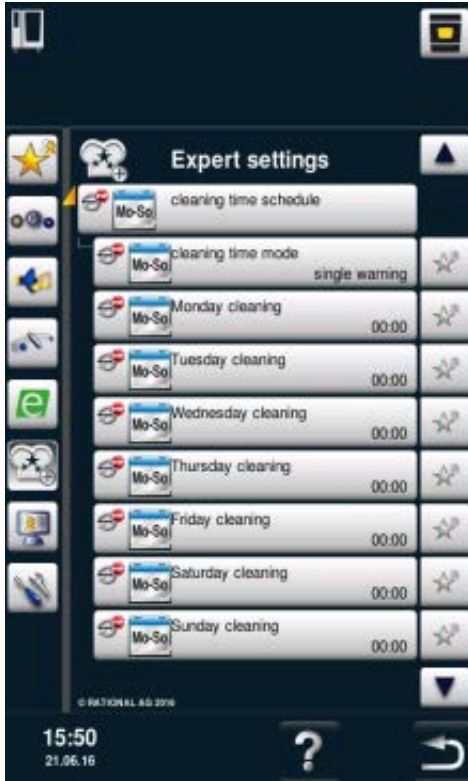 Expert settings
Mo-So cleaning time schedule
Mo-So cleaning time mode
single warning
Mo-So Monday cleaning
00:00
Mo-So Tuesday cleaning
00:00
Mo-So Wednesday cleaning
00:00
Mo-So Thursday cleaning
00:00
Mo-So Friday cleaning
00:00
Mo-So Saturday cleaning
00:00
Mo-So Sunday cleaning
00:00
© RATIONAL AG 2016
15:50
21.06.16
?